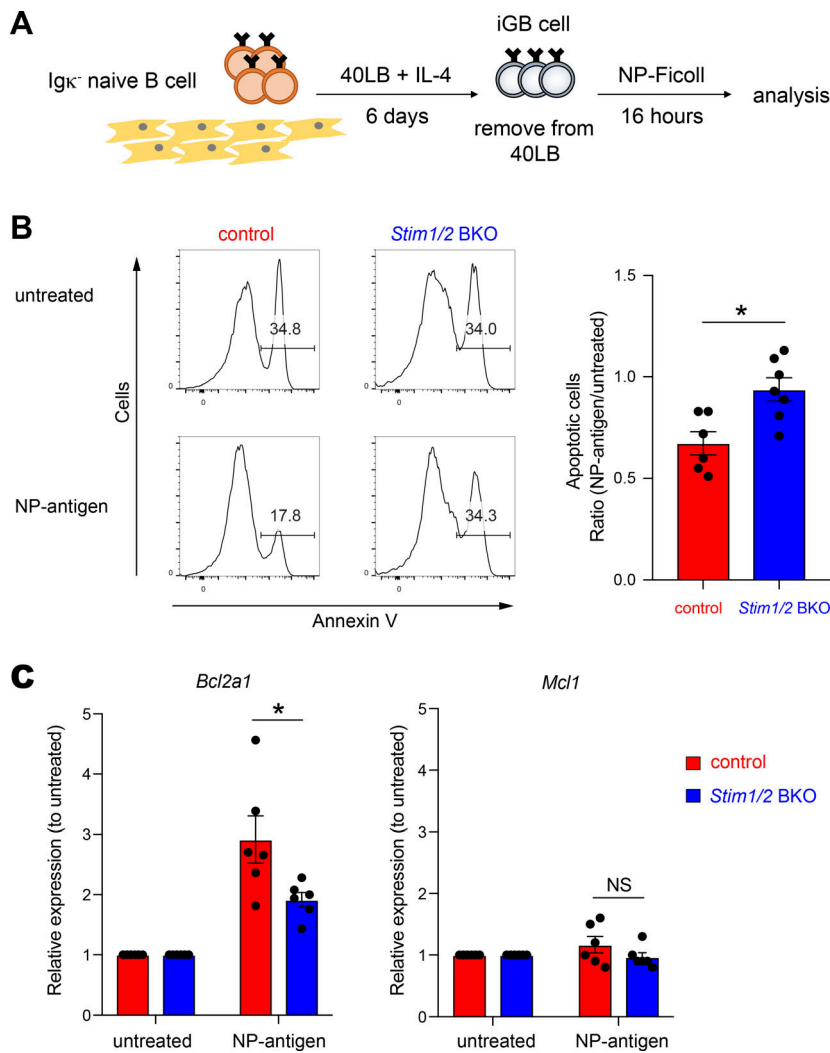 A
Igκ- naive B cell
40LB + IL-4
6 days
iGB cell
remove from
40LB
NP-Ficoll
16 hours
analysis
B
control
Stim1/2 BKO
untreated
34.8
34.0
0
0
Cells
NP-antigen
17.8
34.3
0
0
Annexin V
Apoptotic cells
Ratio (NP-antigen/untreated)
1.5
1.0
0.5
0.0
*
control
Stim1/2 BKO
C
Bcl2a1
Relative expression (to untreated)
5
4
3
2
1
0
*
untreated
NP-antigen
Mcl1
Relative expression (to untreated)
5
4
3
2
1
0
NS
untreated
NP-antigen
control
Stim1/2 BKO